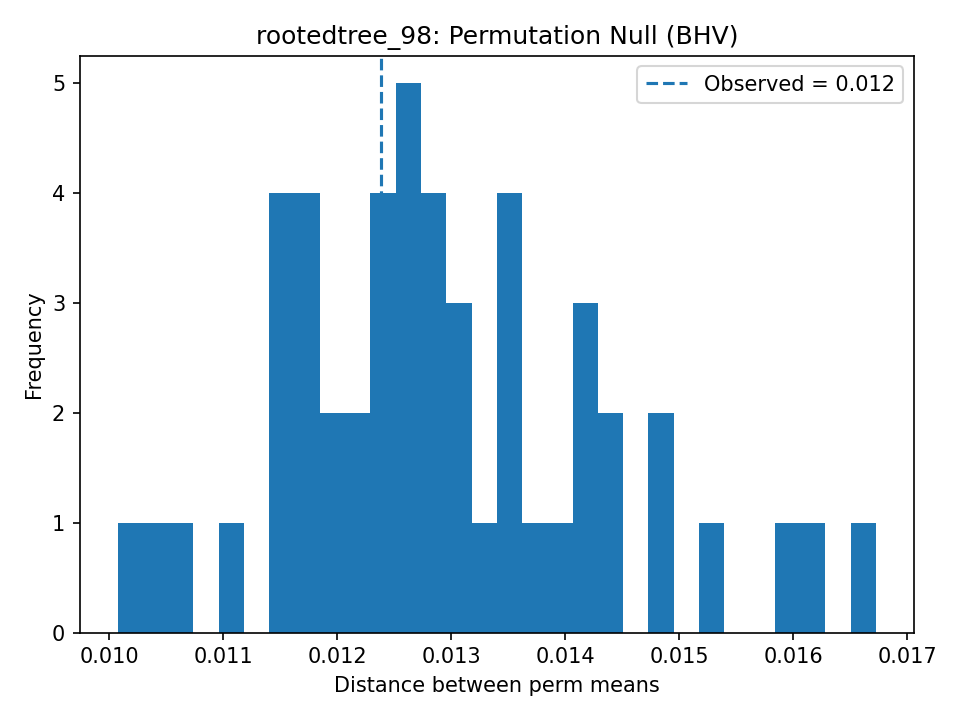 rootedtree_98: Permutation Null (BHV)
Observed = 0.012
5
4
3
2
1
0
Frequency
0.010 0.011 0.012 0.013 0.014 0.015 0.016 0.017
Distance between perm means